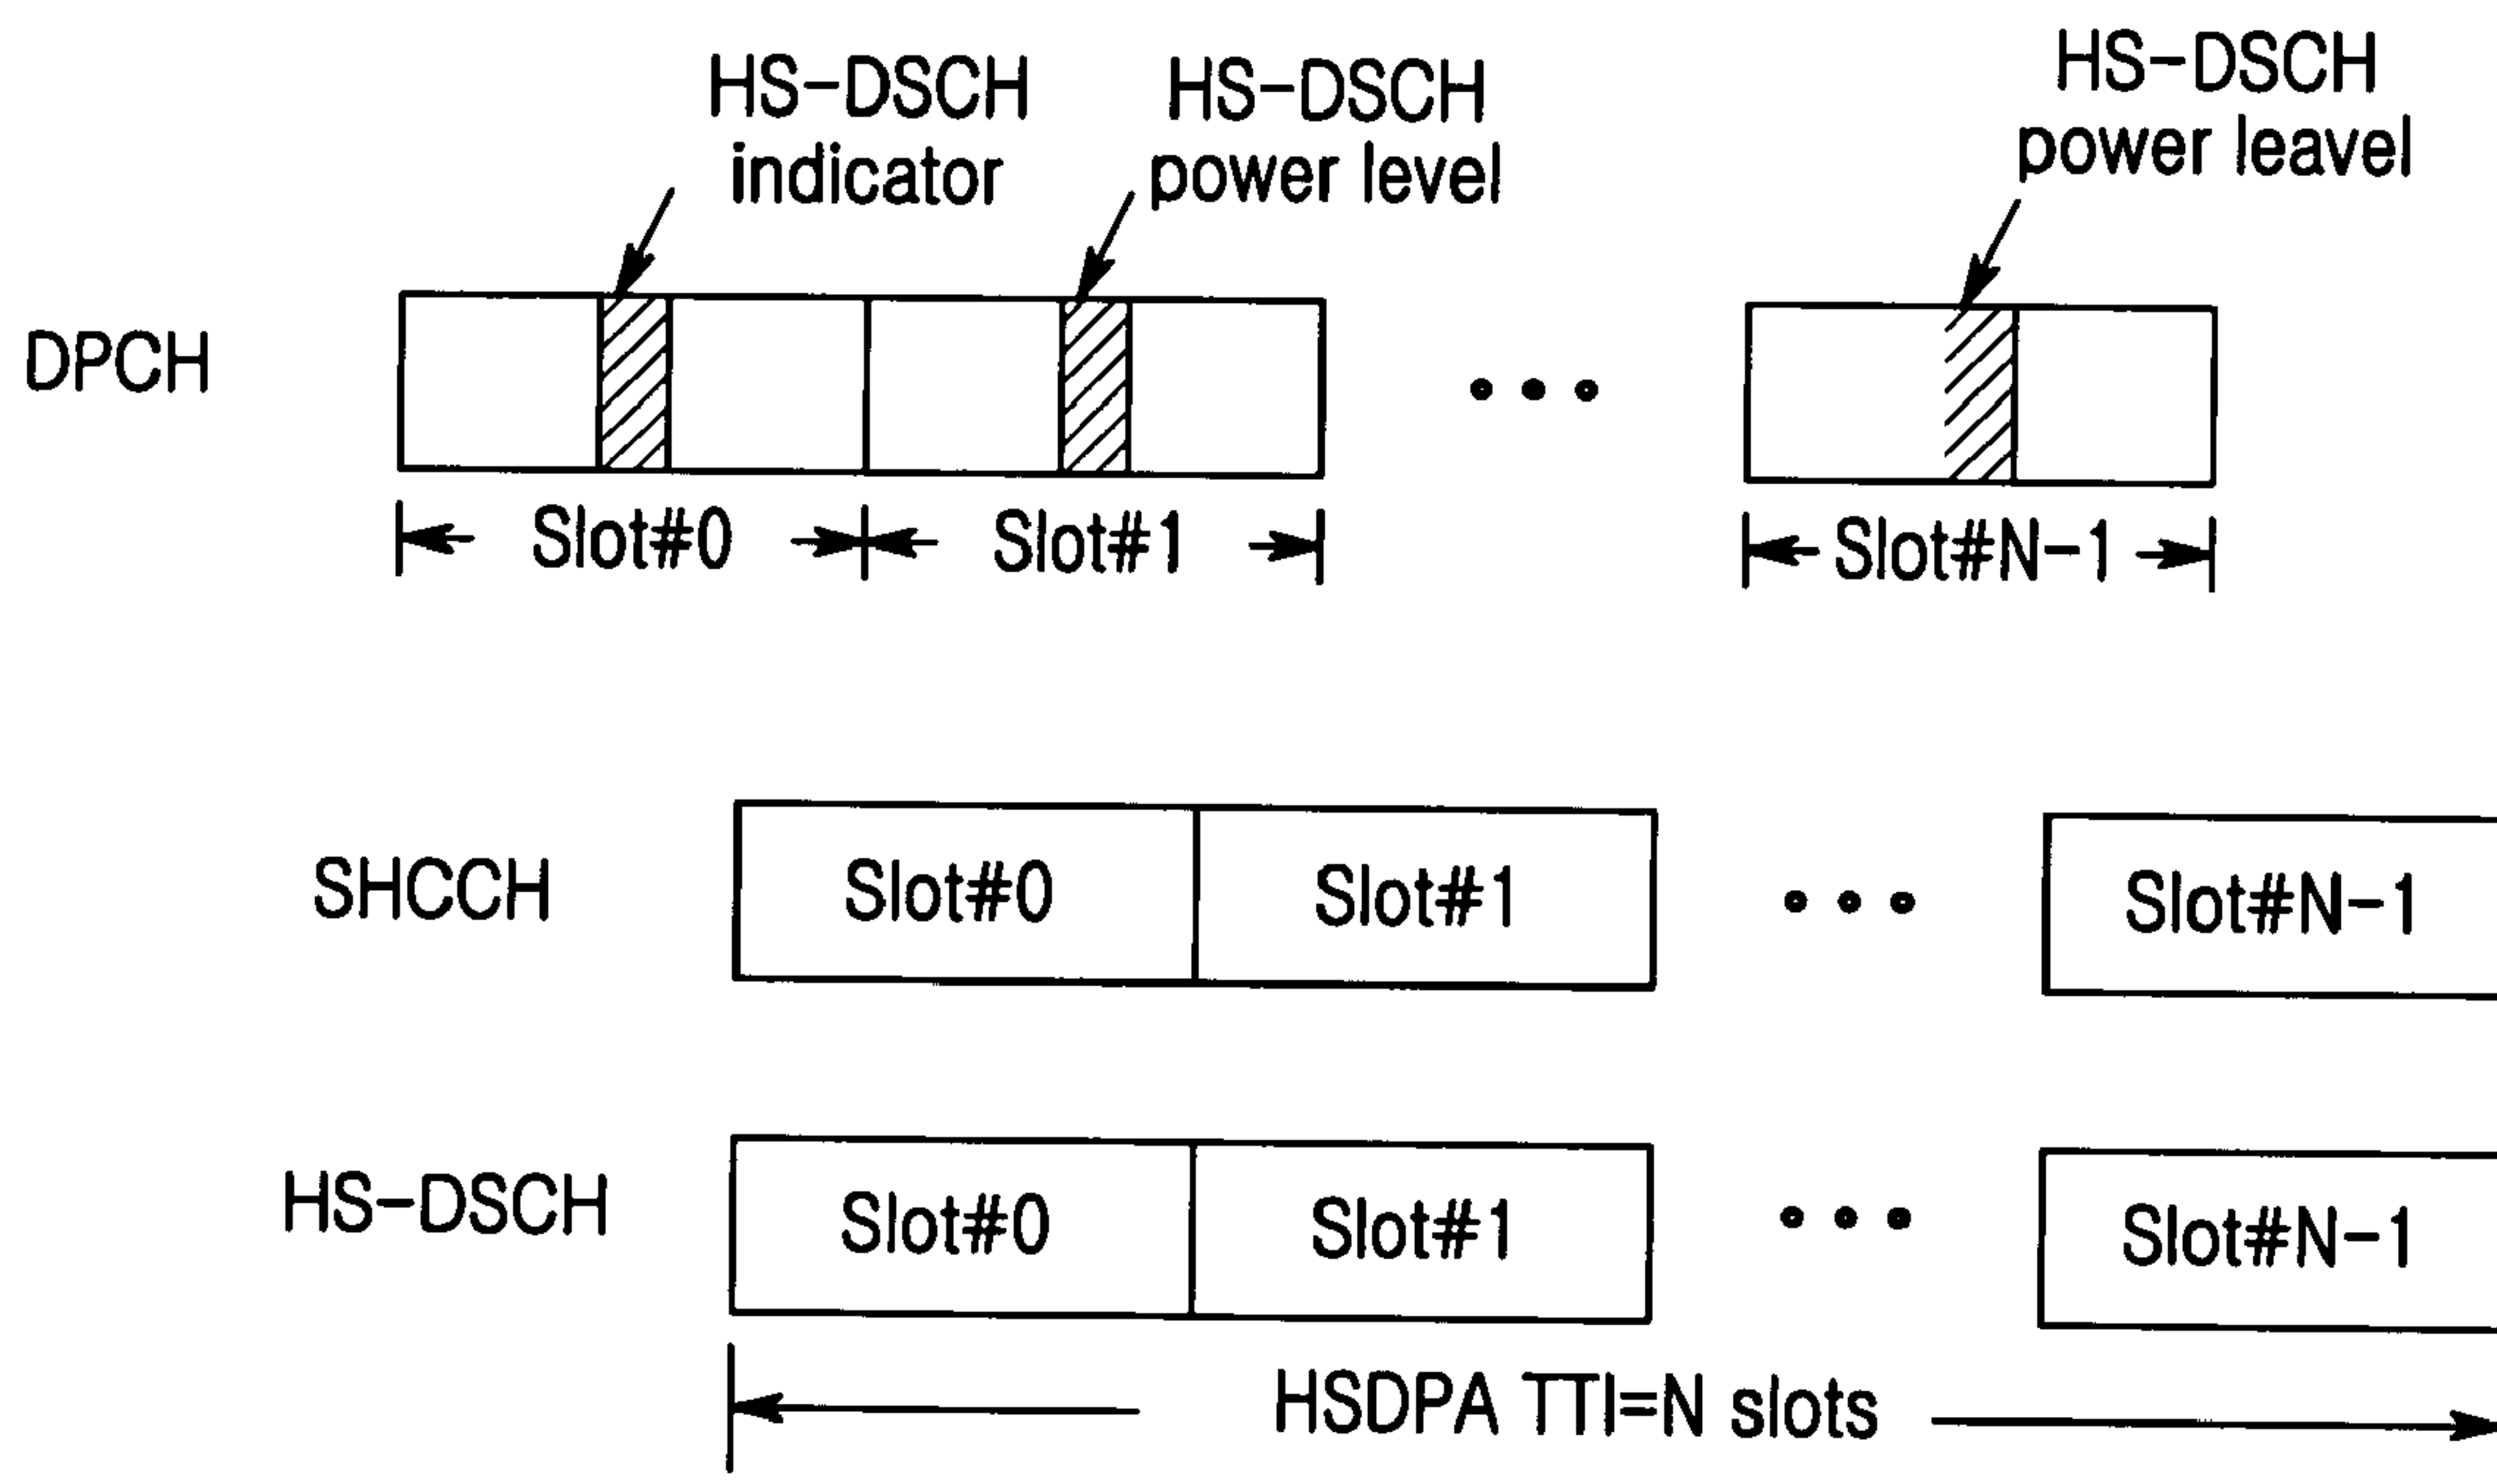 HS-DSCH
indicator
HS-DSCH
power level
HS-DSCH
power leavel
DPCH
Slot#0
Slot#1
Slot#N-1
SHCCH
Slot#0
Slot#1
Slot#N-1
HS-DSCH
Slot#0
Slot#1
Slot#N-1
HSDPA TTI=N slots